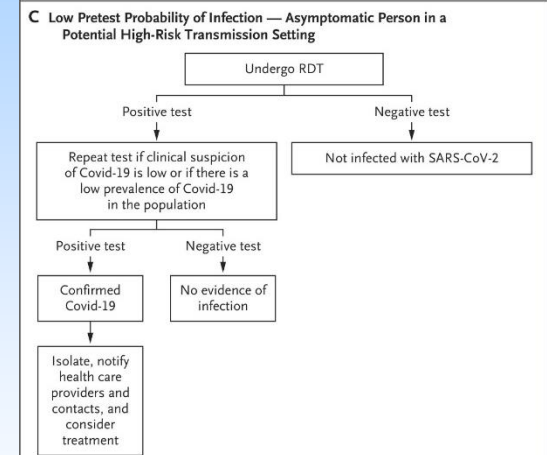 C Low Pretest Probability of Infection — Asymptomatic Person in a
Potential High-Risk Transmission Setting
Undergo RDT
Positive test
Negative test
Repeat test if clinical suspicion
of Covid-19 is low or if there is a
low prevalence of Covid-19
in the population
Not infected with SARS-CoV-2
Positive test
Negative test
Confirmed
Covid-19
No evidence of
infection
Isolate, notify
health care
providers and
contacts, and
consider
treatment